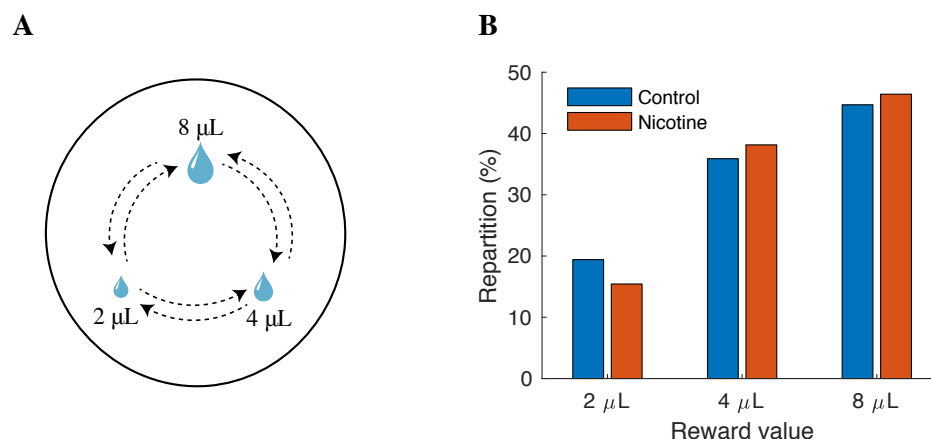 A
8 μL
2 μL
4 μL
B
50
40
30
20
10
0
Repartition (%)
Control
Nicotine
2 μL
4 μL
8 μL
Reward value